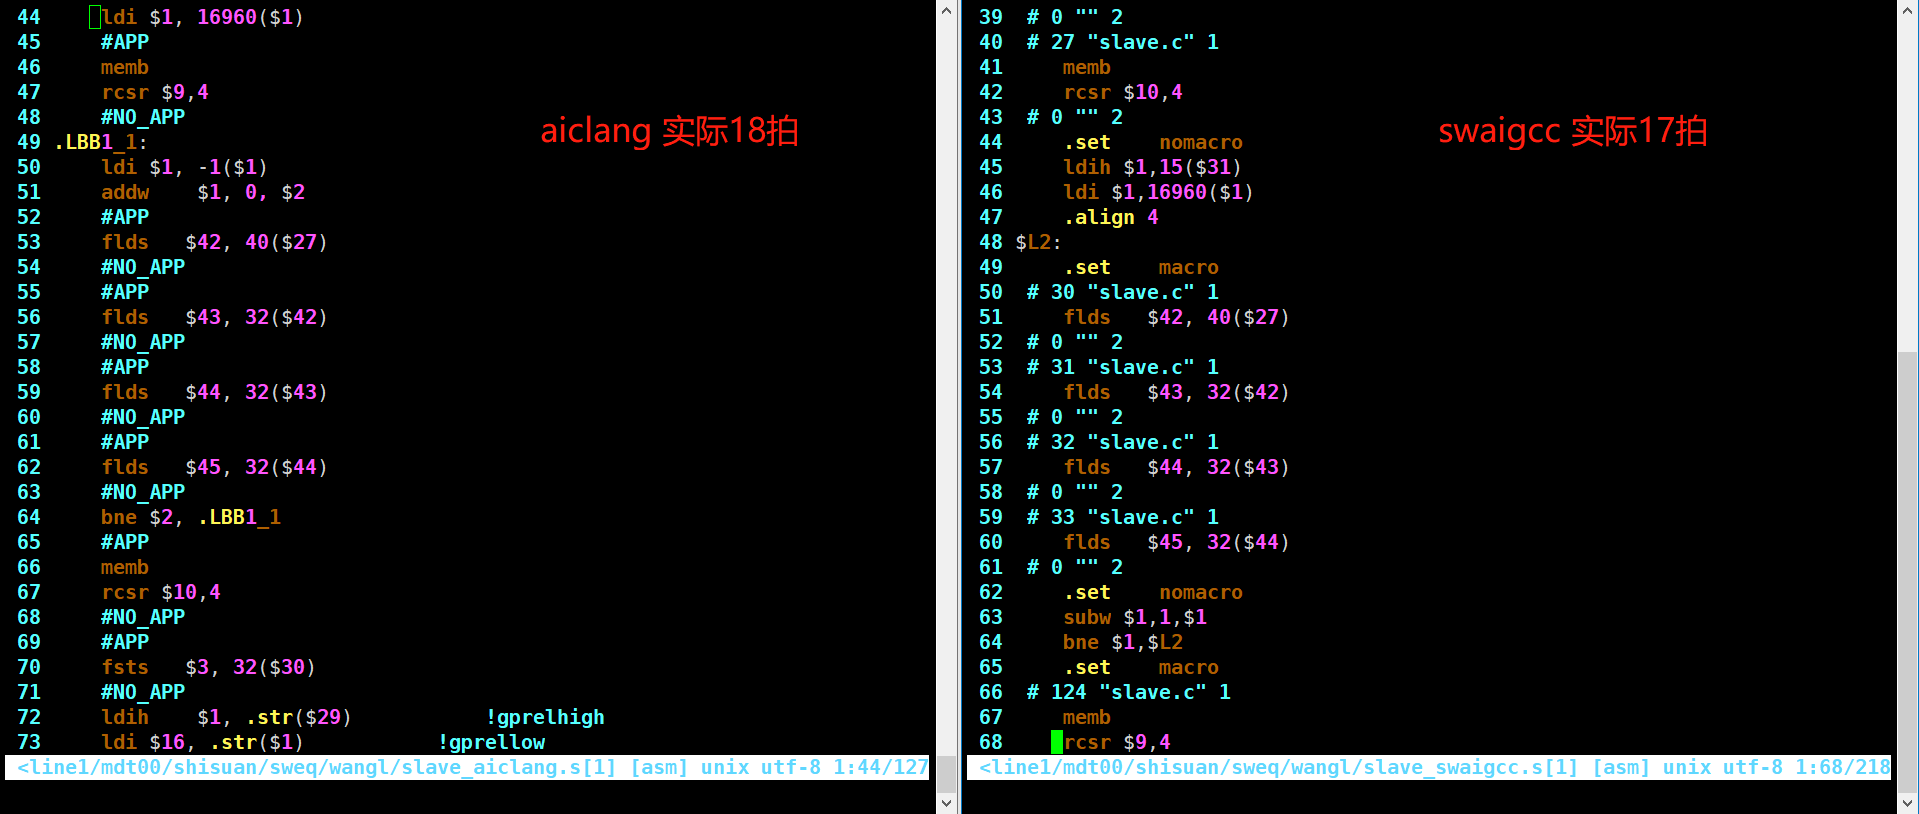 44 ldi $1, 16960($1)
45 #APP
46 memb
47 rcsr $9,4
48 #NO_APP
49 .LBB1_1:
50 ldi $1, -1($1)
51 addw $1, 0, $2
52 #APP
53 flds $42, 40($27)
54 #NO_APP
55 #APP
56 flds $43, 32($42)
57 #NO_APP
58 #APP
59 flds $44, 32($43)
60 #NO_APP
61 #APP
62 flds $45, 32($44)
63 #NO_APP
64 bne $2, .LBB1_1
65 #APP
66 memb
67 rcsr $10,4
68 #NO_APP
69 #APP
70 fsts $3, 32($30)
71 #NO_APP
72 ldih $1, .str($29) !gprelhigh
73 ldi $16, .str($1) !gprellow
<line1/mdt00/shisuan/sweq/wangl/slave_aiclang.s[1] [asm] unix utf-8 1:44/127
aiclang 实际18拍
39 # 0 "" 2
40 # 27 "slave.c" 1
41 memb
42 rcsr $10,4
43 # 0 "" 2
44 .set nomacro
45 ldih $1,15($31)
46 ldi $1,16960($1)
47 .align 4
48 $L2:
49 .set macro
50 # 30 "slave.c" 1
51 flds $42, 40($27)
52 # 0 "" 2
53 # 31 "slave.c" 1
54 flds $43, 32($42)
55 # 0 "" 2
56 # 32 "slave.c" 1
57 flds $44, 32($43)
58 # 0 "" 2
59 # 33 "slave.c" 1
60 flds $45, 32($44)
61 # 0 "" 2
62 .set nomacro
63 subw $1,1,$1
64 bne $1,$L2
65 .set macro
66 # 124 "slave.c" 1
67 memb
68 rcsr $9,4
<line1/mdt00/shisuan/sweq/wangl/slave_swaigcc.s[1] [asm] unix utf-8 1:68/218
swaigcc 实际17拍